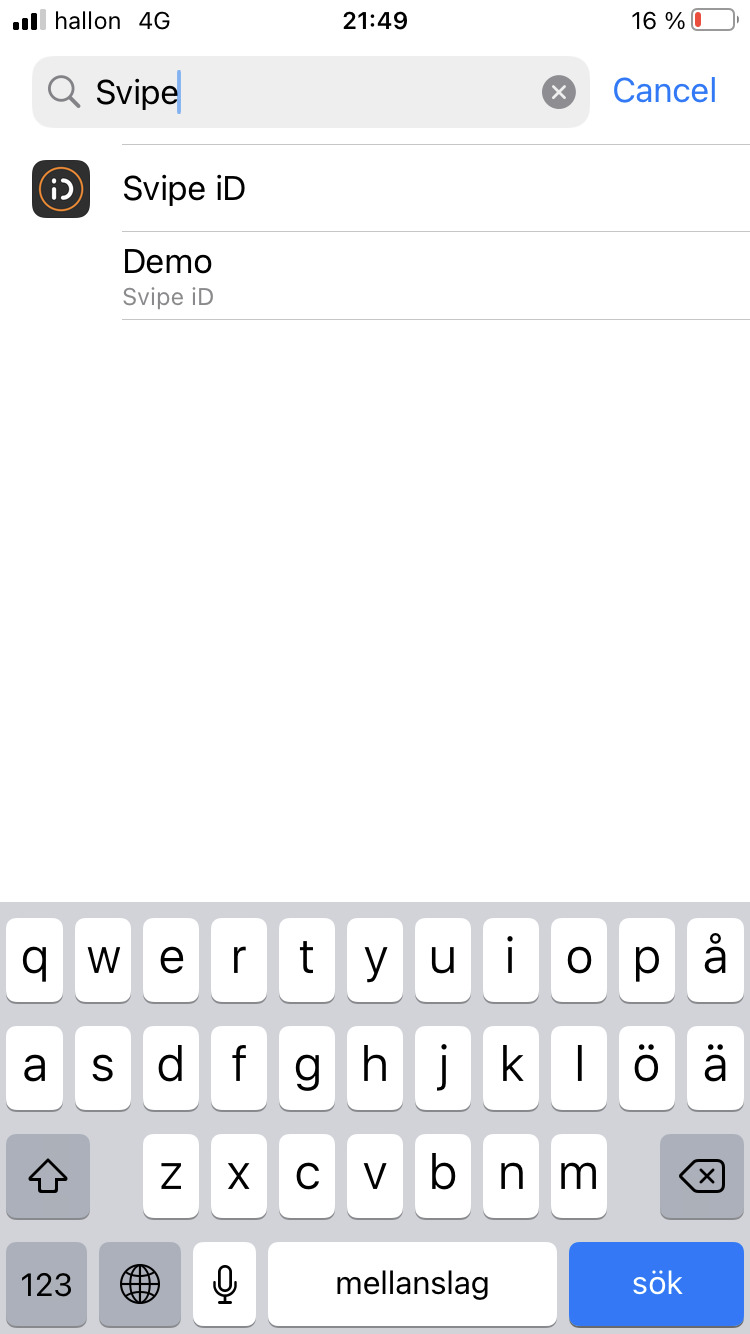 hallon 4G 21:49 16 %
Svipe Cancel
iD Svipe iD
Demo
Svipe iD
q w e r t y u i o p å
a s d f g h j k l ö ä
z x c v b n m
123 mellanslag sök